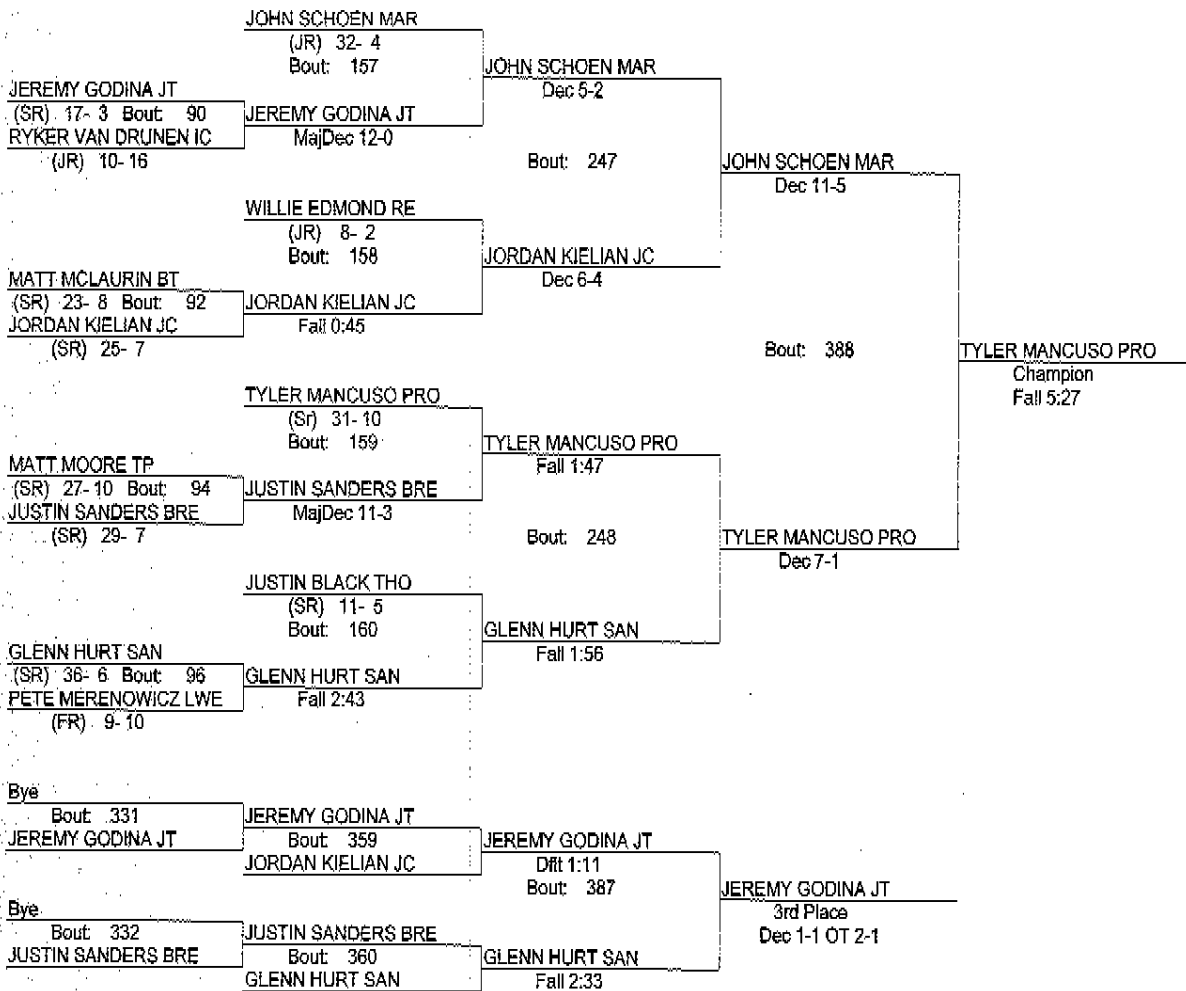 JOHN SCHOEN MAR
(JR) 32- 4
Bout: 157
JOHN SCHOEN MAR
Dec 5-2
JEREMY GODINA JT
(SR) 17- 3 Bout: 90
JEREMY GODINA JT
RYKER VAN DRUNEN IC
MajDec 12-0
(JR) 10- 16
Bout: 247
JOHN SCHOEN MAR
Dec 11-5
WILLIE EDMOND RE
(JR) 8- 2
Bout: 158
JORDAN KIELIAN JC
Dec 6-4
MATT MCLAURIN BT
(SR) 23- 8 Bout: 92
JORDAN KIELIAN JC
JORDAN KIELIAN JC
Fall 0:45
(SR) 25- 7
Bout: 388
TYLER MANCUSO PRO
Champion
Fall 5:27
TYLER MANCUSO PRO
(Sr) 31- 10
Bout: 159
TYLER MANCUSO PRO
Fall 1:47
MATT MOORE TP
(SR) 27- 10 Bout: 94
JUSTIN SANDERS BRE
JUSTIN SANDERS BRE
MajDec 11-3
(SR) 29- 7
Bout: 248
TYLER MANCUSO PRO
Dec 7-1
JUSTIN BLACK THO
(SR) 11- 5
Bout: 160
GLENN HURT SAN
Fall 1:56
GLENN HURT SAN
(SR) 36- 6 Bout: 96
GLENN HURT SAN
PETE MERENOWICZ LWE
Fall 2:43
(FR) 9- 10
Bye
Bout: 331
JEREMY GODINA JT
JEREMY GODINA JT
Bout: 359
JEREMY GODINA JT
JORDAN KIELIAN JC
Dflt 1:11
Bout: 387
JEREMY GODINA JT
3rd Place
Dec 1-1 OT 2-1
Bye
Bout: 332
JUSTIN SANDERS BRE
JUSTIN SANDERS BRE
Bout: 360
GLENN HURT SAN
GLENN HURT SAN
Fall 2:33